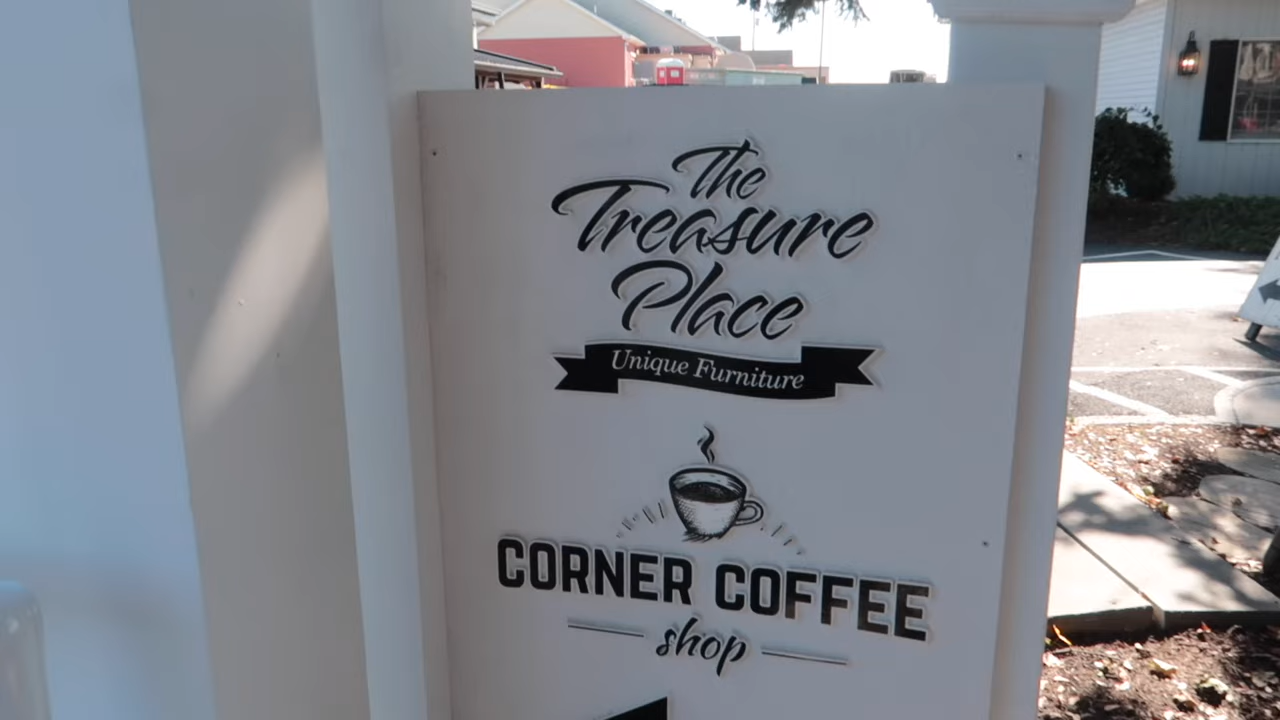 The
Treasure
Place
Unique Furniture
CORNER COFFEE
shop